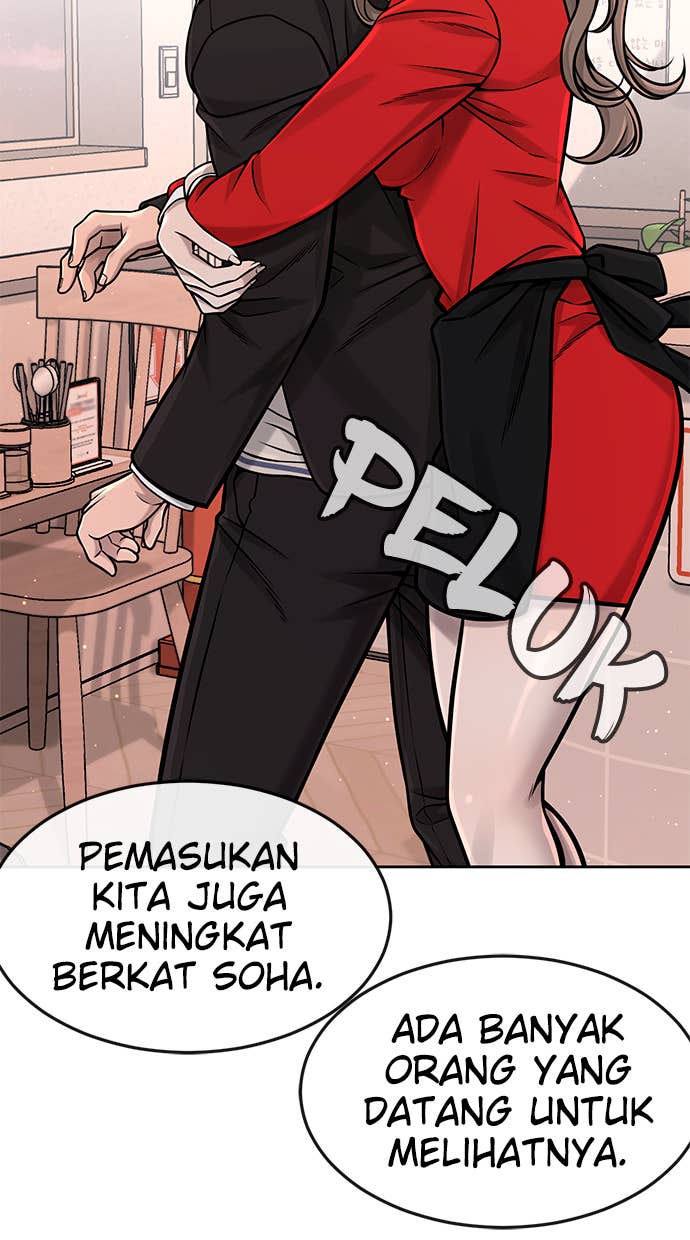 PELUK
PEMASUKAN
KITA JUGA
MENINGKAT
BERKAT SOHA.
ADA BANYAK
ORANG YANG
DATANG UNTUK
MELIHATNYA.